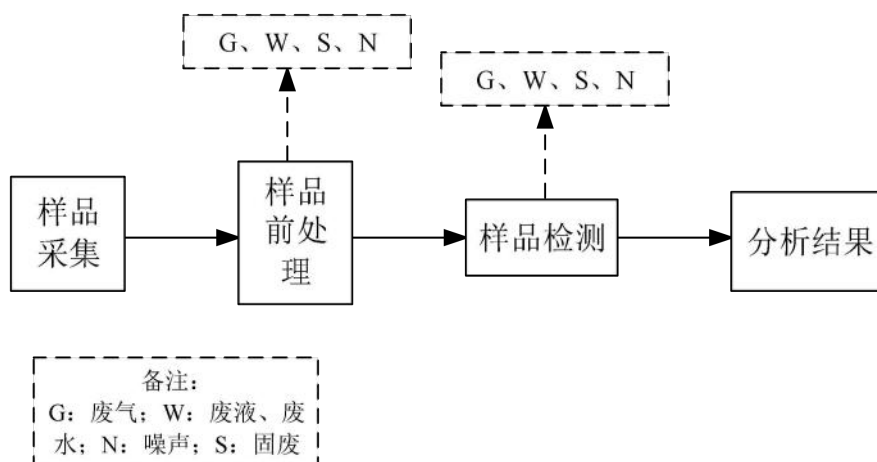 G、W、S、N
G、W、S、N
样品
采集
样品
前处
理
样品检测
分析结果
备注：
G：废气；W：废液、废
水；N：噪声；S：固废